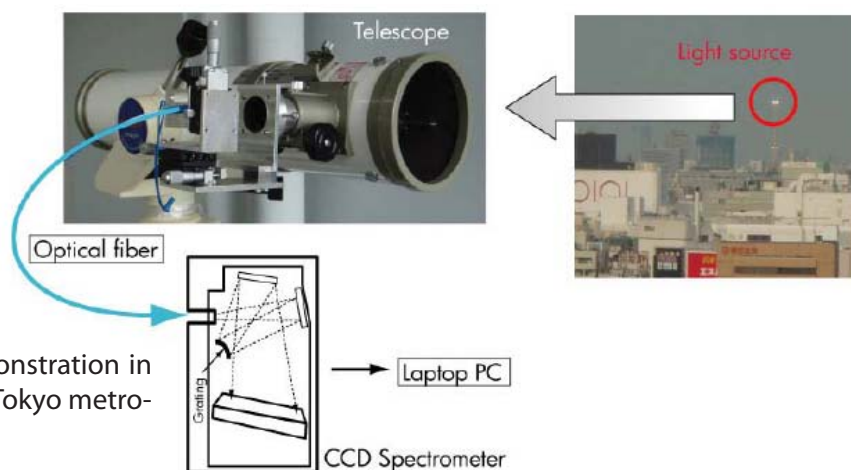 Telescope
Light source
Optical fiber
Grating
Laptop PC
CCD Spectrometer
onstration in
Tokyo metro-